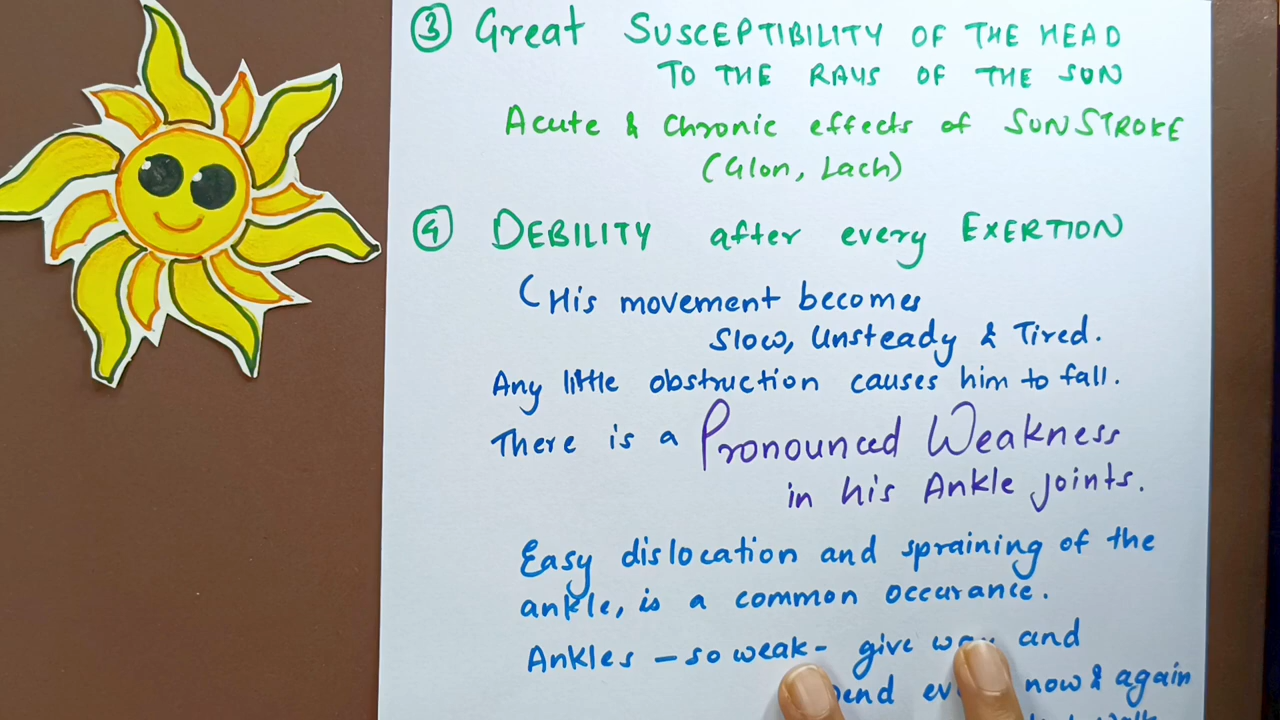 ③ Great SUSCEPTIBILITY OF THE HEAD
TO THE RAYS OF THE SUN
Acute & Chronic effects of SUNSTROKE
(Glon, Lach)
④ DEBILITY after every EXERTION
(His movement becomes
Slow, Unsteady & Tired.
Any little obstruction causes him to fall.
There is a Pronounced Weakness
in his Ankle joints.
Easy dislocation and spraining of the
ankle, is a common occurance.
Ankles - so weak - give way and
now & again
walk